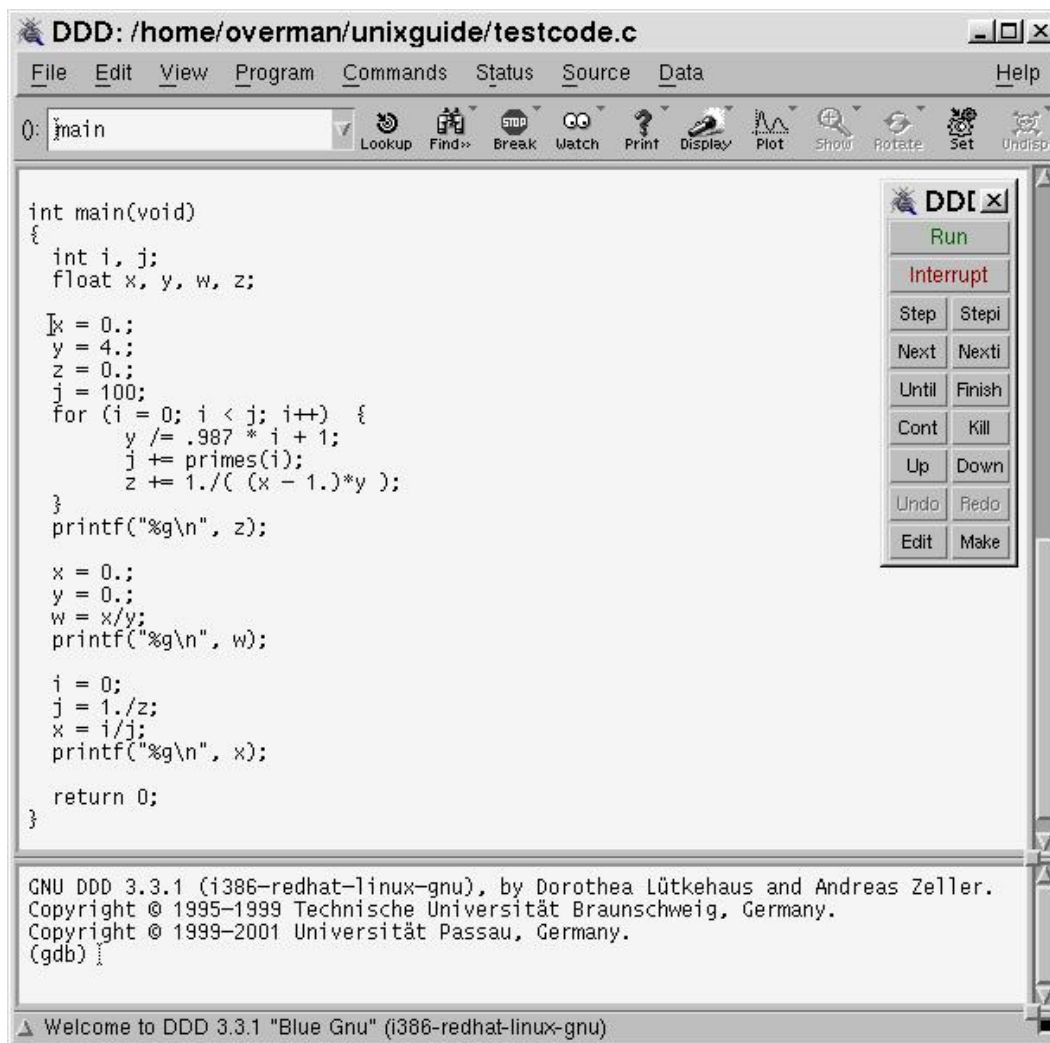 DDD: /home/overman/unixguide/testcode.c
File Edit View Program Commands Status Source Data Help
(): main
Lookup Find» Break Watch Print Display Plot Show Rotate Set Undisp
STOP
int main(void)
{
  int i, j;
  float x, y, w, z;
  x = 0.;
  y = 4.;
  z = 0.;
  j = 100;
  for (i = 0; i < j; i++)  {
        y /= .987 * i + 1;
        j += primes(i);
        z += 1./( (x - 1.)*y );
  }
  printf("%g\n", z);
  x = 0.;
  y = 0.;
  w = x/y;
  printf("%g\n", w);
  i = 0;
  j = 1./z;
  x = i/j;
  printf("%g\n", x);
  return 0;
}
DDD
Run
Interrupt
Step Stepi
Next Nexti
Until Finish
Cont Kill
Up Down
Undo Redo
Edit Make
GNU DDD 3.3.1 (i386-redhat-linux-gnu), by Dorothea Lütkehaus and Andreas Zeller.
Copyright © 1995-1999 Technische Universität Braunschweig, Germany.
Copyright © 1999-2001 Universität Passau, Germany.
(gdb)
Welcome to DDD 3.3.1 "Blue Gnu" (i386-redhat-linux-gnu)